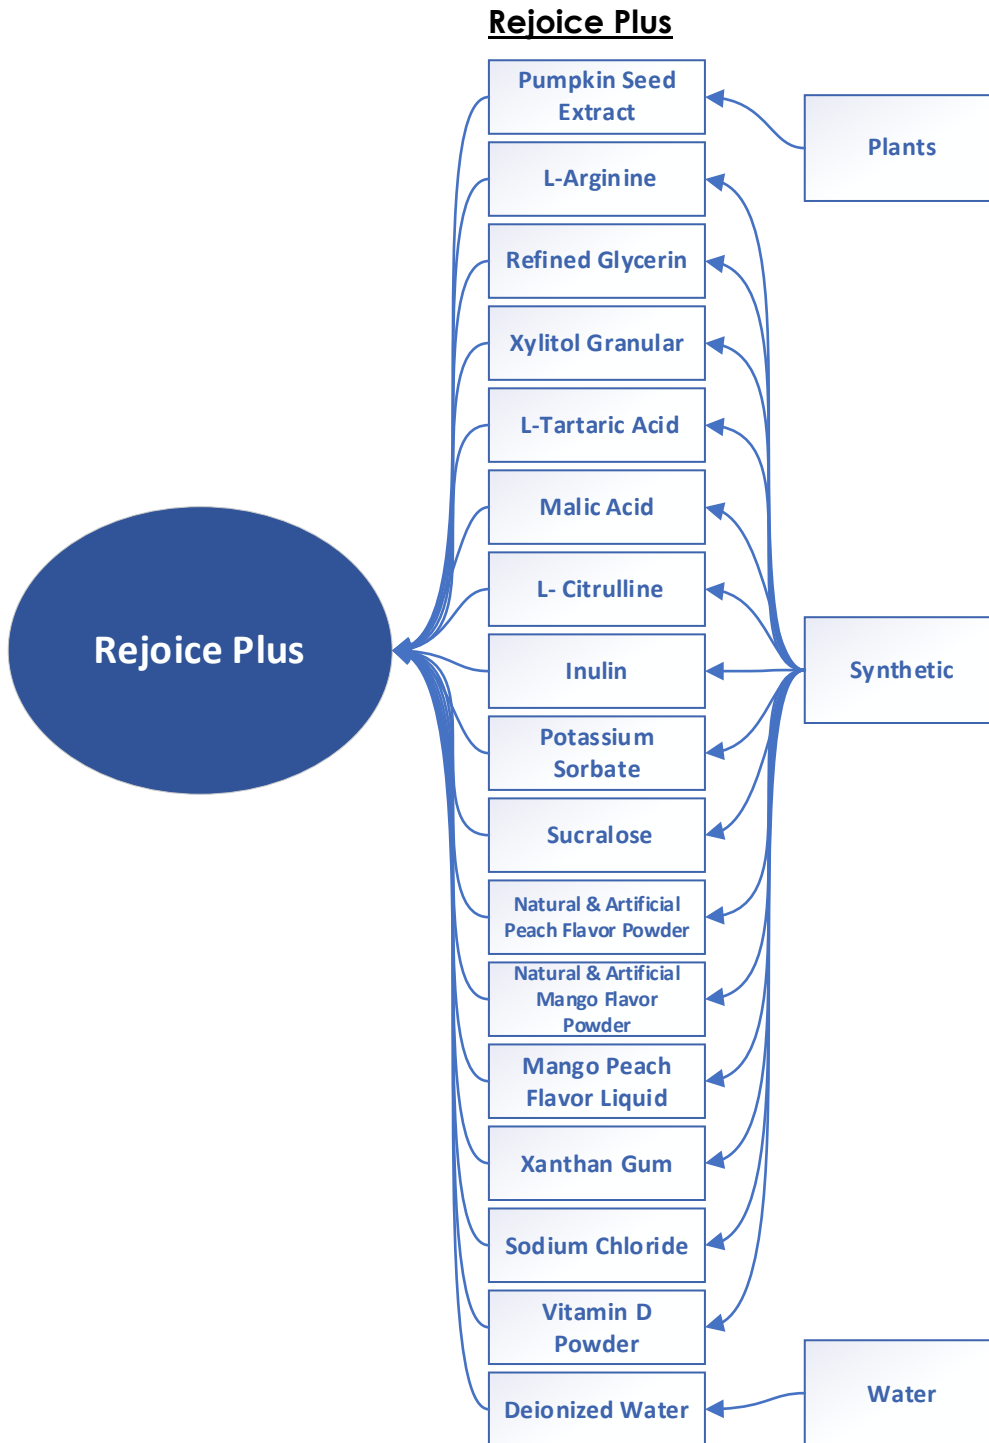 Rejoice Plus
Pumpkin Seed
Extract
Plants
L-Arginine
Refined Glycerin
Xylitol Granular
L-Tartaric Acid
Malic Acid
L- Citrulline
Rejoice Plus
Inulin
Synthetic
Potassium
Sorbate
Sucralose
Natural & Artificial
Peach Flavor Powder
Natural & Artificial
Mango Flavor
Powder
Mango Peach
Flavor Liquid
Xanthan Gum
Sodium Chloride
Vitamin D
Powder
Water
Deionized Water